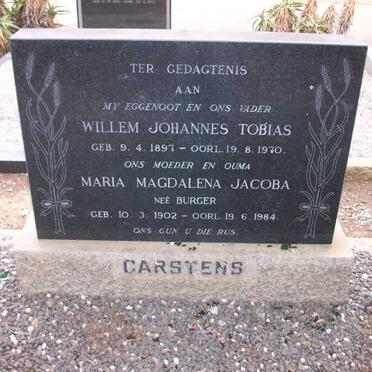 TER GEDAGTENIS
AAN
MY EGGENOOT EN ONS VADER
WILLEM JOHANNES TOBIAS
GEB. 9. 4. 1897 – OORL. 19. 8. 1970.
ONS MOEDER EN OUMA
MARIA MAGDALENA JACOBA
NEÉ BURGER
GEB. 10. 3. 1902 – OORL. 19. 6. 1984.
ONS GUN U DIE RUS.
CARSTENS